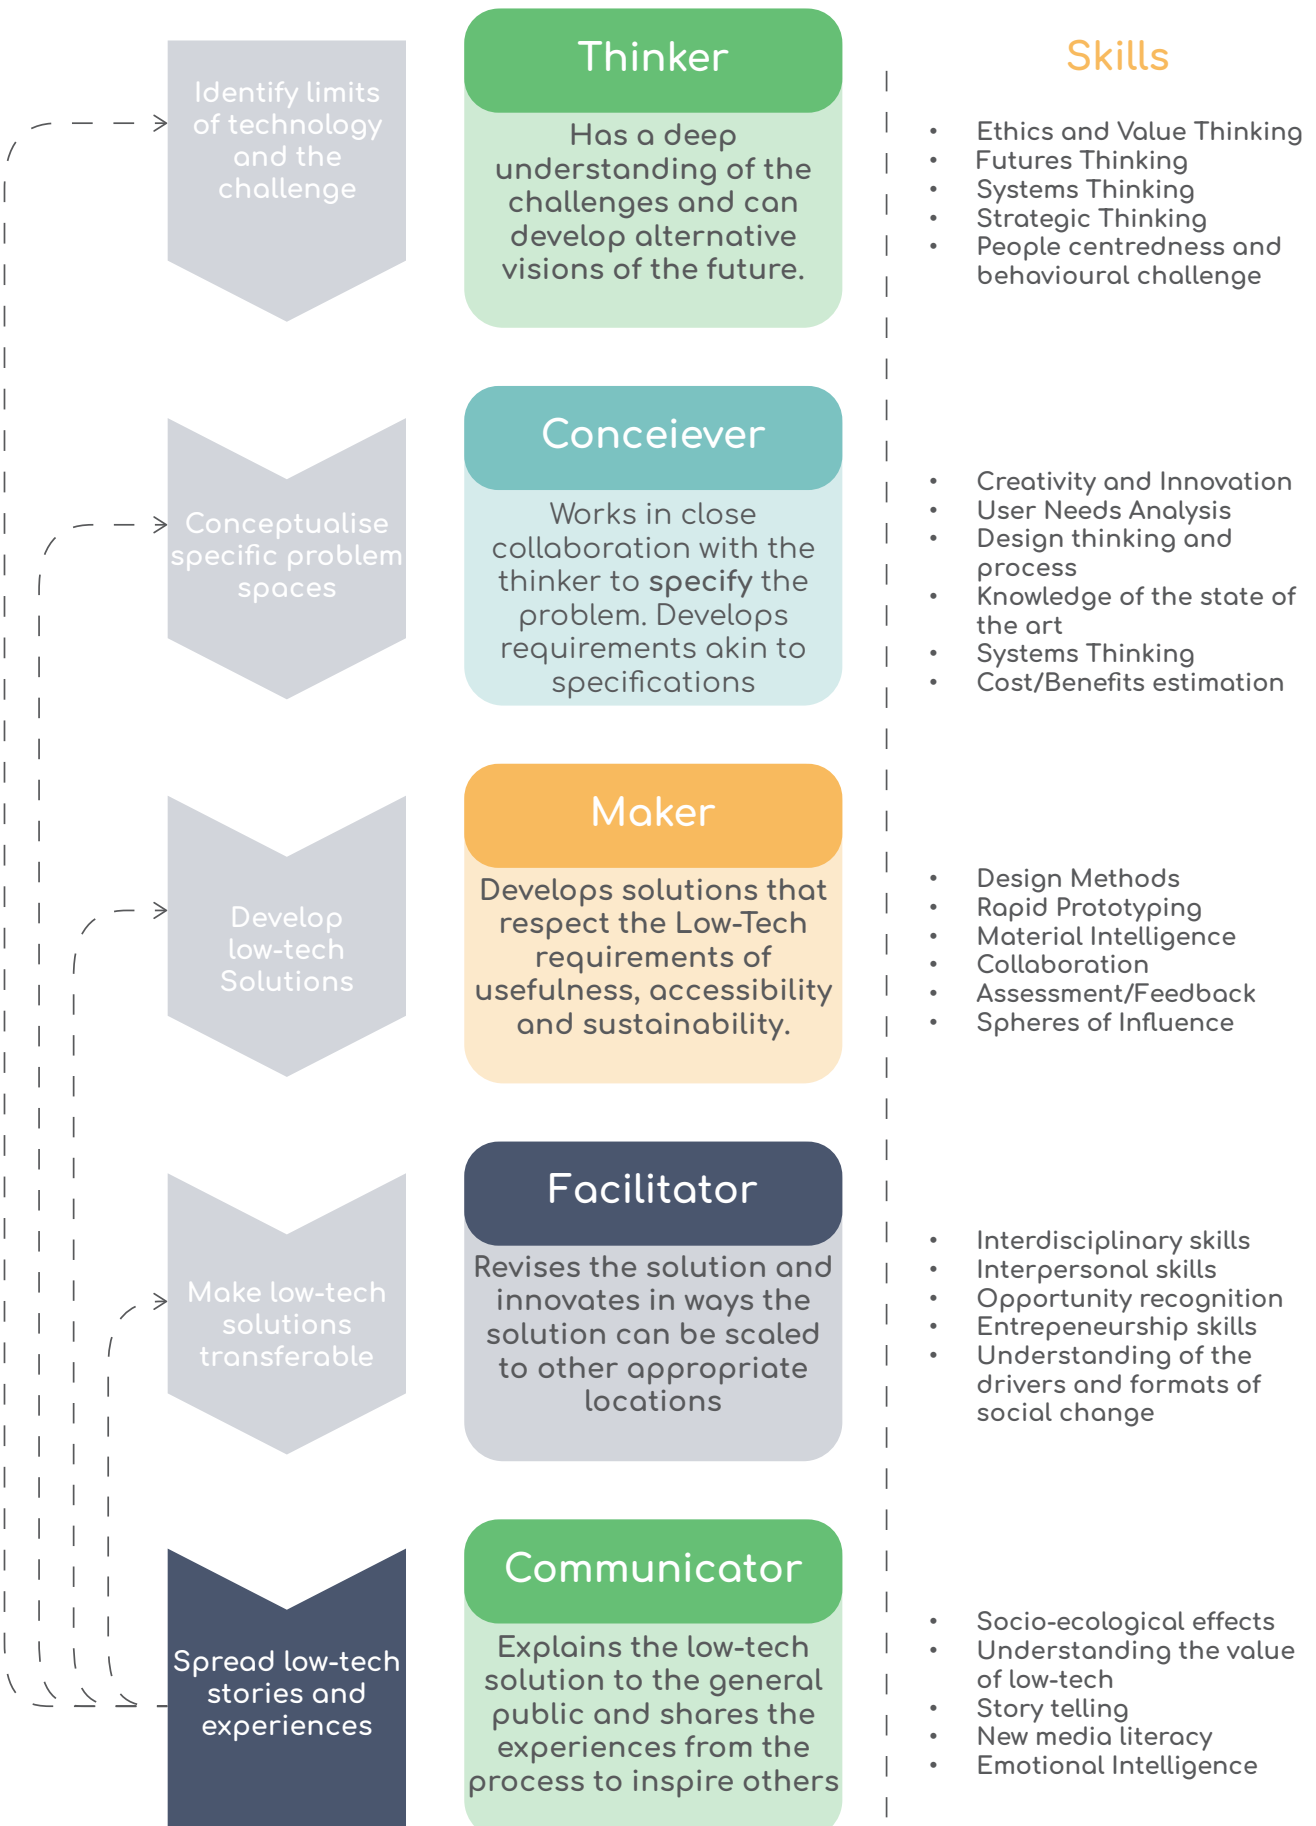 Identify limits
of technology
and the
challenge
Thinker
Has a deep
understanding of the
challenges and can
develop alternative
visions of the future.
Skills
• Ethics and Value Thinking
• Futures Thinking
• Systems Thinking
• Strategic Thinking
• People centredness and
behavioural challenge
Conceptualise
specific problem
spaces
Conceiever
Works in close
collaboration with the
thinker to specify the
problem. Develops
requirements akin to
specifications
• Creativity and Innovation
• User Needs Analysis
• Design thinking and
process
• Knowledge of the state of
the art
• Systems Thinking
• Cost/Benefits estimation
Develop
low-tech
Solutions
Maker
Develops solutions that
respect the Low-Tech
requirements of
usefulness, accessibility
and sustainability.
• Design Methods
• Rapid Prototyping
• Material Intelligence
• Collaboration
• Assessment/Feedback
• Spheres of Influence
Make low-tech
solutions
transferable
Facilitator
Revises the solution and
innovates in ways the
solution can be scaled
to other appropriate
locations
• Interdisciplinary skills
• Interpersonal skills
• Opportunity recognition
• Entrepeneurship skills
• Understanding of the
drivers and formats of
social change
Spread low-tech
stories and
experiences
Communicator
Explains the low-tech
solution to the general
public and shares the
experiences from the
process to inspire others
• Socio-ecological effects
• Understanding the value
of low-tech
• Story telling
• New media literacy
• Emotional Intelligence